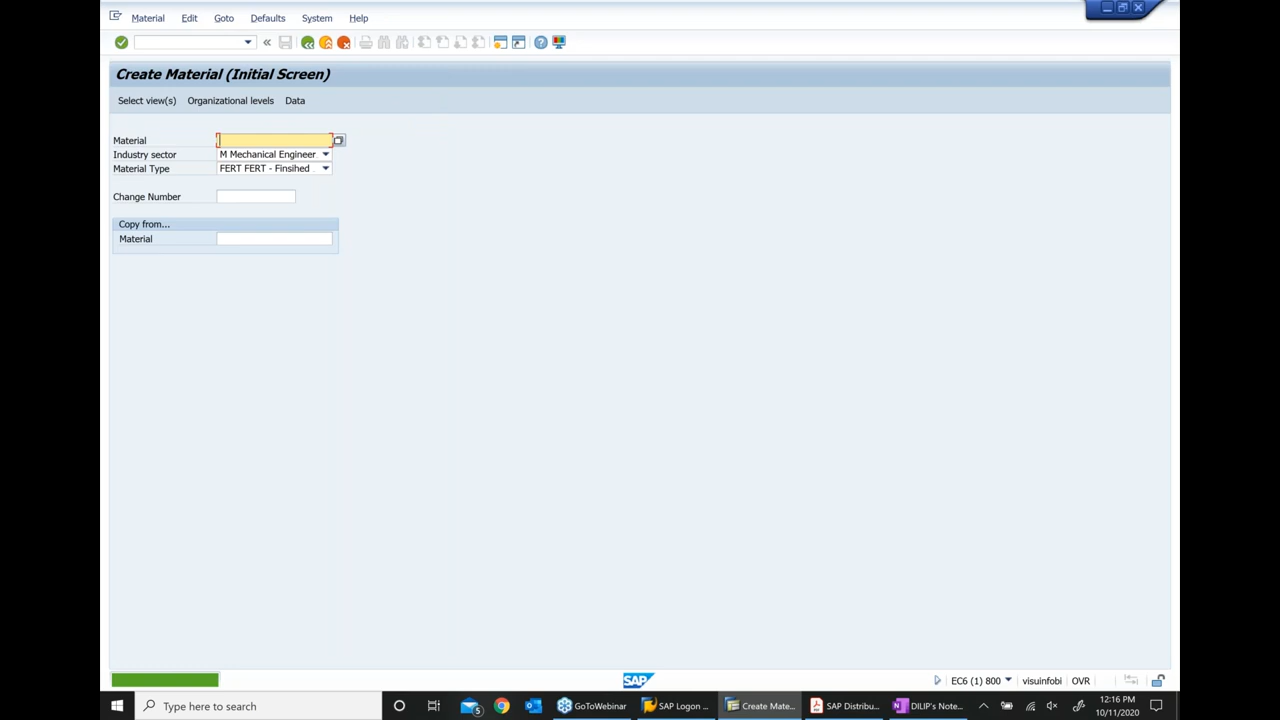 Material Edit Goto Defaults System Help
Create Material (Initial Screen)
Select view(s) Organizational levels Data
Material
Industry sector M Mechanical Engineer
Material Type FERT FERT - Finsihed
Change Number
Copy from...
Material
SAP EC6 (1) 800 visuinfobi OVR
Type here to search 5 GoToWebinar SAP Logon ... Create Mate... SAP Distribu... DILIP's Note... 12:16 PM
10/11/2020